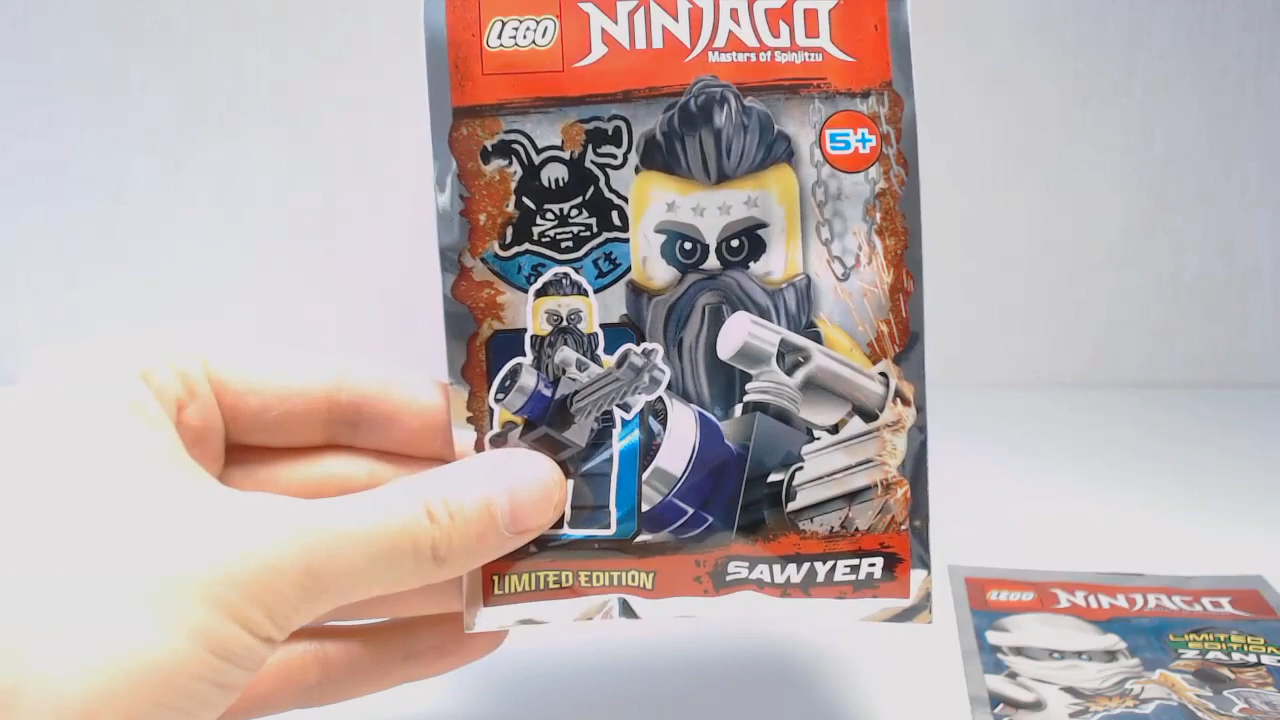 LEGO
NINJAGO
Masters of Spinjitzu
5+
LIMITED EDITION
SAWYER
LEGO NINJAGO
LIMITED
EDITION
ZANE